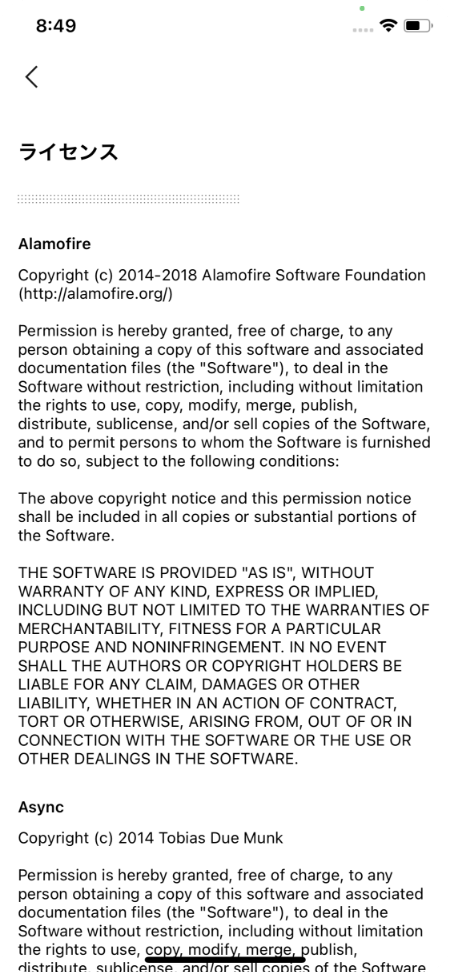 8:49
ライセンス
Alamofire
Copyright (c) 2014-2018 Alamofire Software Foundation
(http://alamofire.org/)
Permission is hereby granted, free of charge, to any
person obtaining a copy of this software and associated
documentation files (the "Software"), to deal in the
Software without restriction, including without limitation
the rights to use, copy, modify, merge, publish,
distribute, sublicense, and/or sell copies of the Software,
and to permit persons to whom the Software is furnished
to do so, subject to the following conditions:
The above copyright notice and this permission notice
shall be included in all copies or substantial portions of
the Software.
THE SOFTWARE IS PROVIDED "AS IS", WITHOUT
WARRANTY OF ANY KIND, EXPRESS OR IMPLIED,
INCLUDING BUT NOT LIMITED TO THE WARRANTIES OF
MERCHANTABILITY, FITNESS FOR A PARTICULAR
PURPOSE AND NONINFRINGEMENT. IN NO EVENT
SHALL THE AUTHORS OR COPYRIGHT HOLDERS BE
LIABLE FOR ANY CLAIM, DAMAGES OR OTHER
LIABILITY, WHETHER IN AN ACTION OF CONTRACT,
TORT OR OTHERWISE, ARISING FROM, OUT OF OR IN
CONNECTION WITH THE SOFTWARE OR THE USE OR
OTHER DEALINGS IN THE SOFTWARE.
Async
Copyright (c) 2014 Tobias Due Munk
Permission is hereby granted, free of charge, to any
person obtaining a copy of this software and associated
documentation files (the "Software"), to deal in the
Software without restriction, including without limitation
the rights to use, copy, modify, merge, publish,
distribute, sublicense, and/or sell copies of the Software